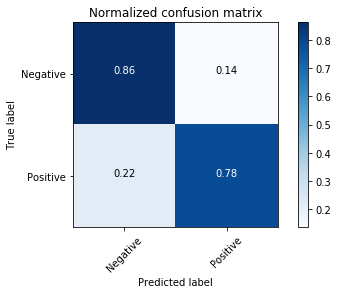 Normalized confusion matrix
True label
Negative
0.86
0.14
Positive
0.22
0.78
Negative
Positive
Predicted label
0.8
0.7
0.6
0.5
0.4
0.3
0.2